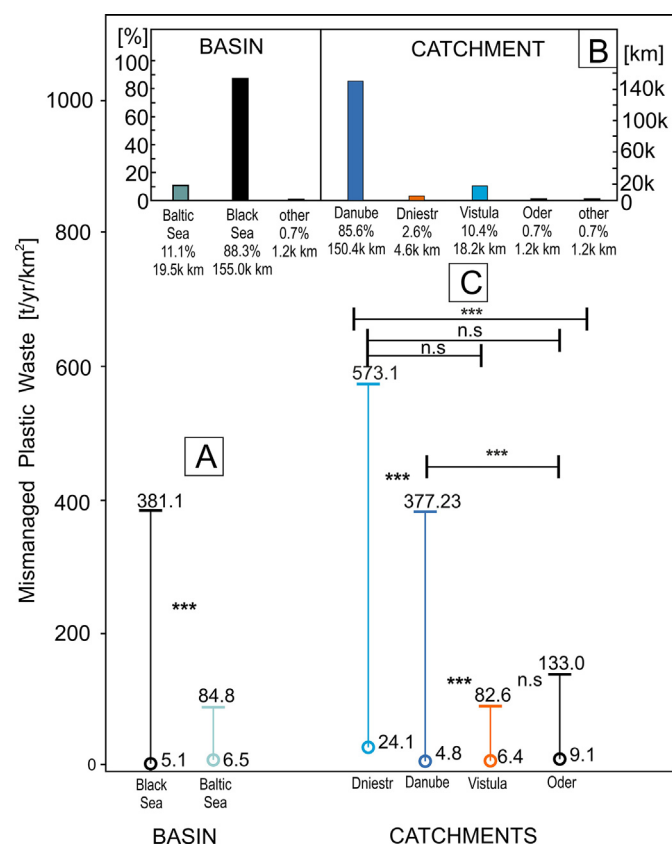 [%]
BASIN
CATCHMENT
B
[km]
100
80
60
40
20
0
140k
100k
60k
20k
0
Baltic Sea 11.1% 19.5k km
Black Sea 88.3% 155.0k km
other 0.7% 1.2k km
Danube 85.6% 150.4k km
Dniestr 2.6% 4.6k km
Vistula 10.4% 18.2k km
Oder 0.7% 1.2k km
other 0.7% 1.2k km
Mismanaged Plastic Waste [t/yr/km²]
1000
800
600
400
200
0
C
***
n.s
n.s
573.1
A
***
***
381.1
377.23
***
84.8
***
82.6
n.s
133.0
5.1
6.5
24.1
4.8
6.4
9.1
Black Sea
Baltic Sea
Dniestr
Danube
Vistula
Oder
BASIN
CATCHMENTS